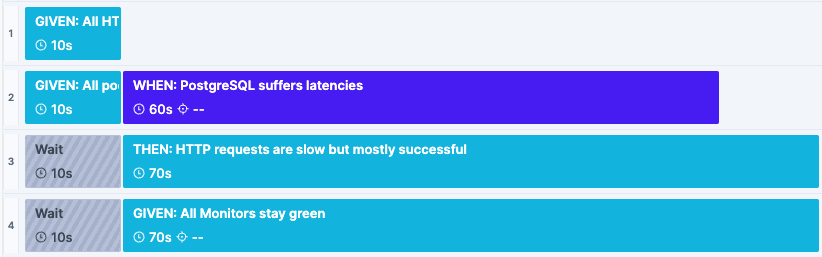 1
GIVEN: All HT
10s
2
GIVEN: All po
10s
WHEN: PostgreSQL suffers latencies
60s --
3
Wait
10s
THEN: HTTP requests are slow but mostly successful
70s
4
Wait
10s
GIVEN: All Monitors stay green
70s --